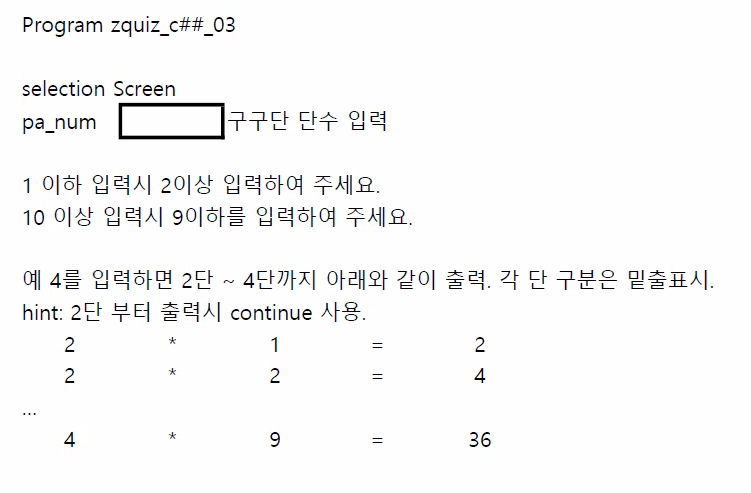 Program zquiz_c##_03
selection Screen
pa_num 구구단 단수 입력
1 이하 입력시 2이상 입력하여 주세요.
10 이상 입력시 9이하를 입력하여 주세요.
예 4를 입력하면 2단 ~ 4단까지 아래와 같이 출력. 각 단 구분은 밑출표시.
hint: 2단 부터 출력시 continue 사용.
2 * 1 = 2
2 * 2 = 4
...
4 * 9 = 36